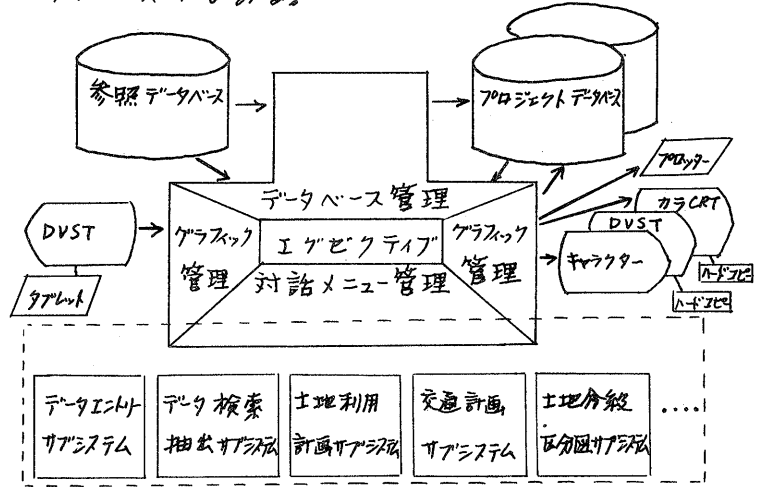 参照データベース
プロジェクトデータベース
プロッター
カラCRT
DVST
キャラクター
ハードコピー
ハードコピー
データベース管理
DVST
タブレット
グラフィック
管理
エグゼクティブ
グラフィック
管理
対話メニュー管理
データエントリー
サブシステム
データ検索
抽出サブシステム
土地利用
計画サブシステム
交通計画
サブシステム
土地等級
区分図サブシステム
....